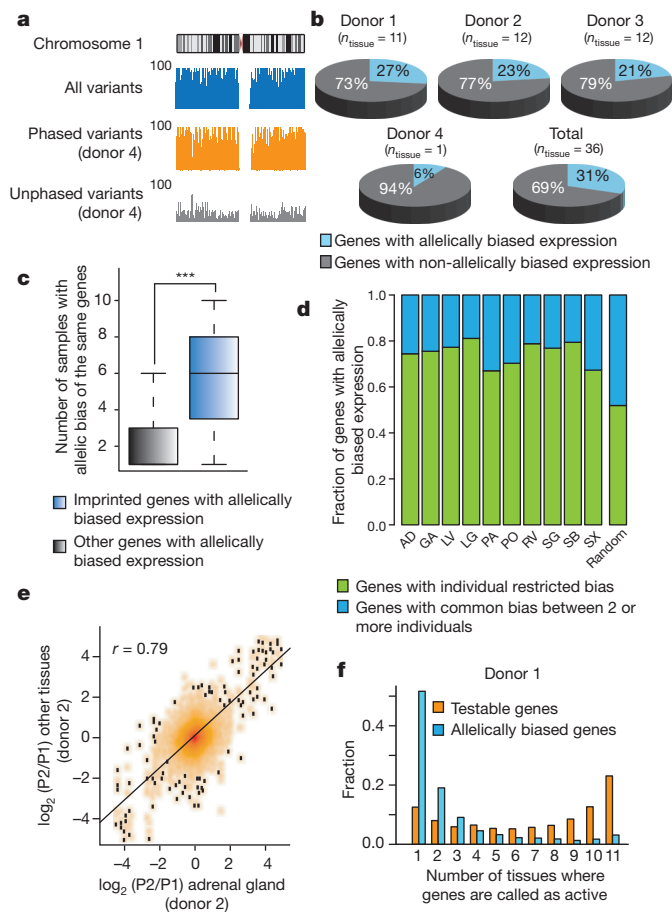 a
Chromosome 1
100
All variants
100
Phased variants
(donor 4)
100
Unphased variants
(donor 4)
b
Donor 1
(n tissue = 11)
27%
73%
Donor 2
(n tissue = 12)
23%
77%
Donor 3
(n tissue = 12)
21%
79%
Donor 4
(n tissue = 1)
6%
94%
Total
(n tissue = 36)
31%
69%
Genes with allelically biased expression
Genes with non-allelically biased expression
c
Number of samples with
allelic bias of the same genes
10
8
6
4
2
***
Imprinted genes with allelically
biased expression
Other genes with allelically
biased expression
d
Fraction of genes with allelically
biased expression
1.0
0.8
0.6
0.4
0.2
0.0
AD GA LV LG PA PO RV SG SB SX Random
Genes with individual restricted bias
Genes with common bias between 2 or
more individuals
e
log2 (P2/P1) other tissues
(donor 2)
r = 0.79
4
2
0
−2
−4
−4 −2 0 2 4
log2 (P2/P1) adrenal gland
(donor 2)
f
Donor 1
Testable genes
Allelically biased genes
Fraction
0.4
0.2
0.0
1 2 3 4 5 6 7 8 9 10 11
Number of tissues where
genes are called as active